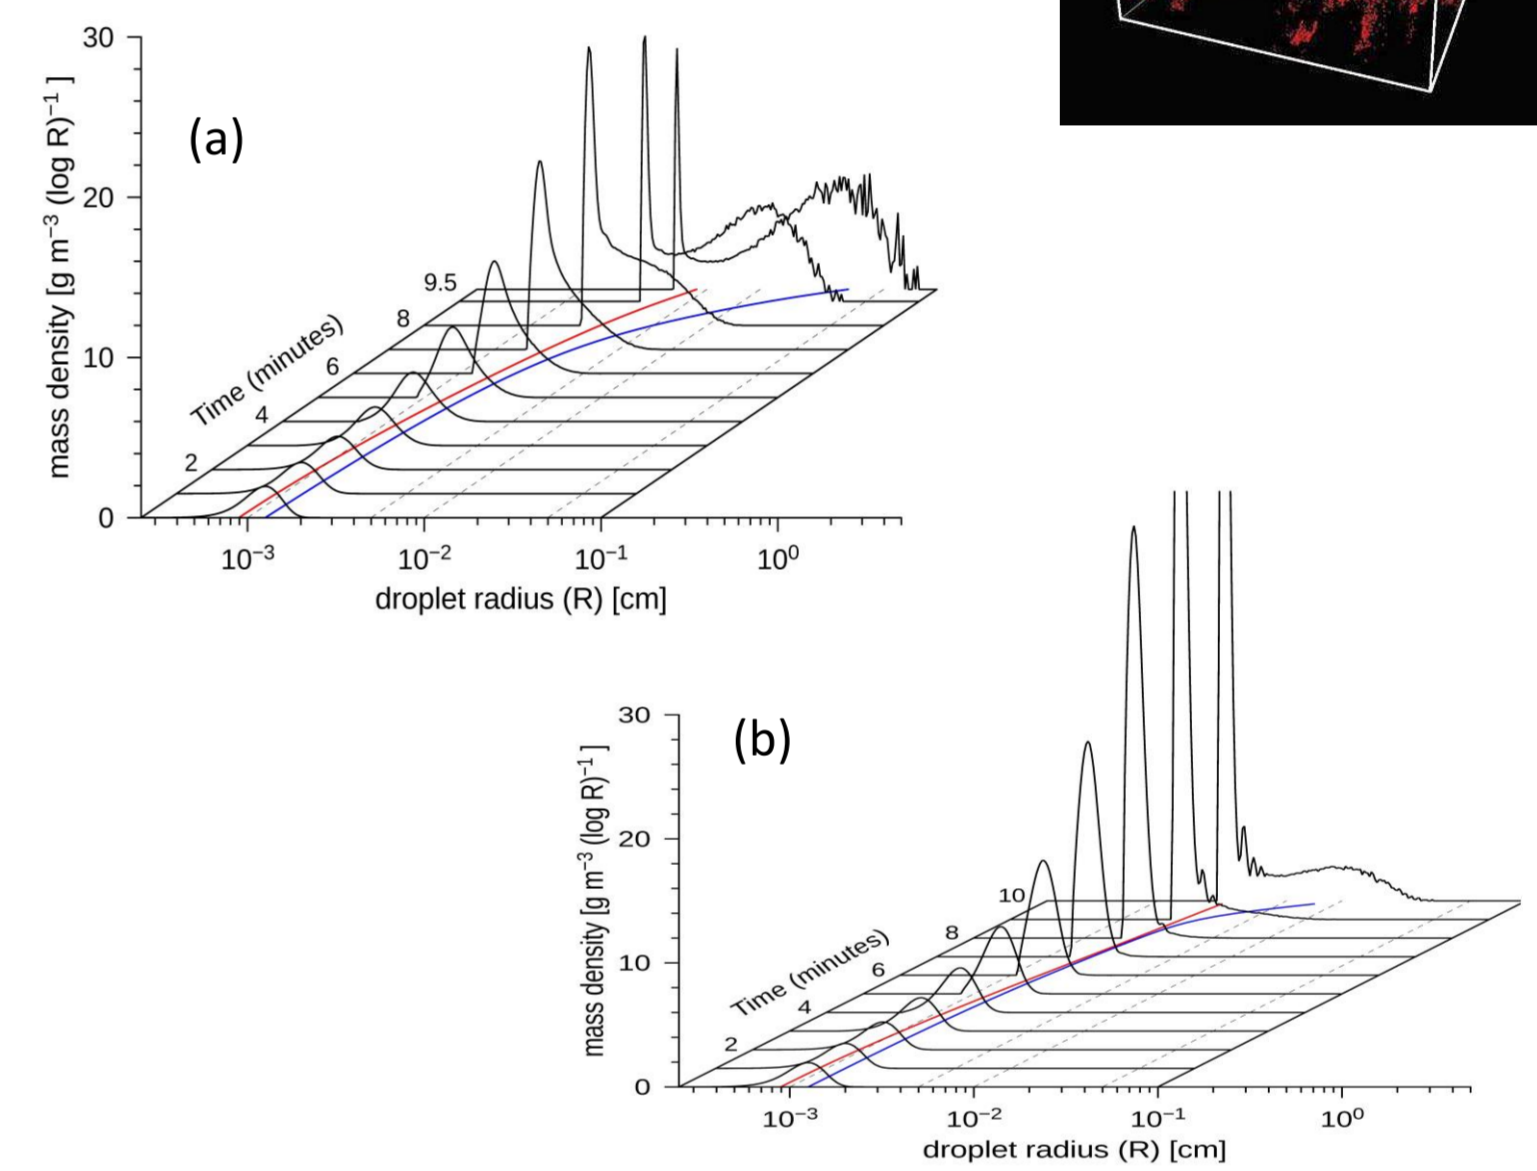 (a)
mass density [g m⁻³ (log R)⁻¹ ]
30
20
10
0
Time (minutes)
9.5
8
6
4
2
10⁻³ 10⁻² 10⁻¹ 10⁰
droplet radius (R) [cm]
(b)
mass density [g m⁻³ (log R)⁻¹ ]
30
20
10
0
Time (minutes)
10
8
6
4
2
10⁻³ 10⁻² 10⁻¹ 10⁰
droplet radius (R) [cm]